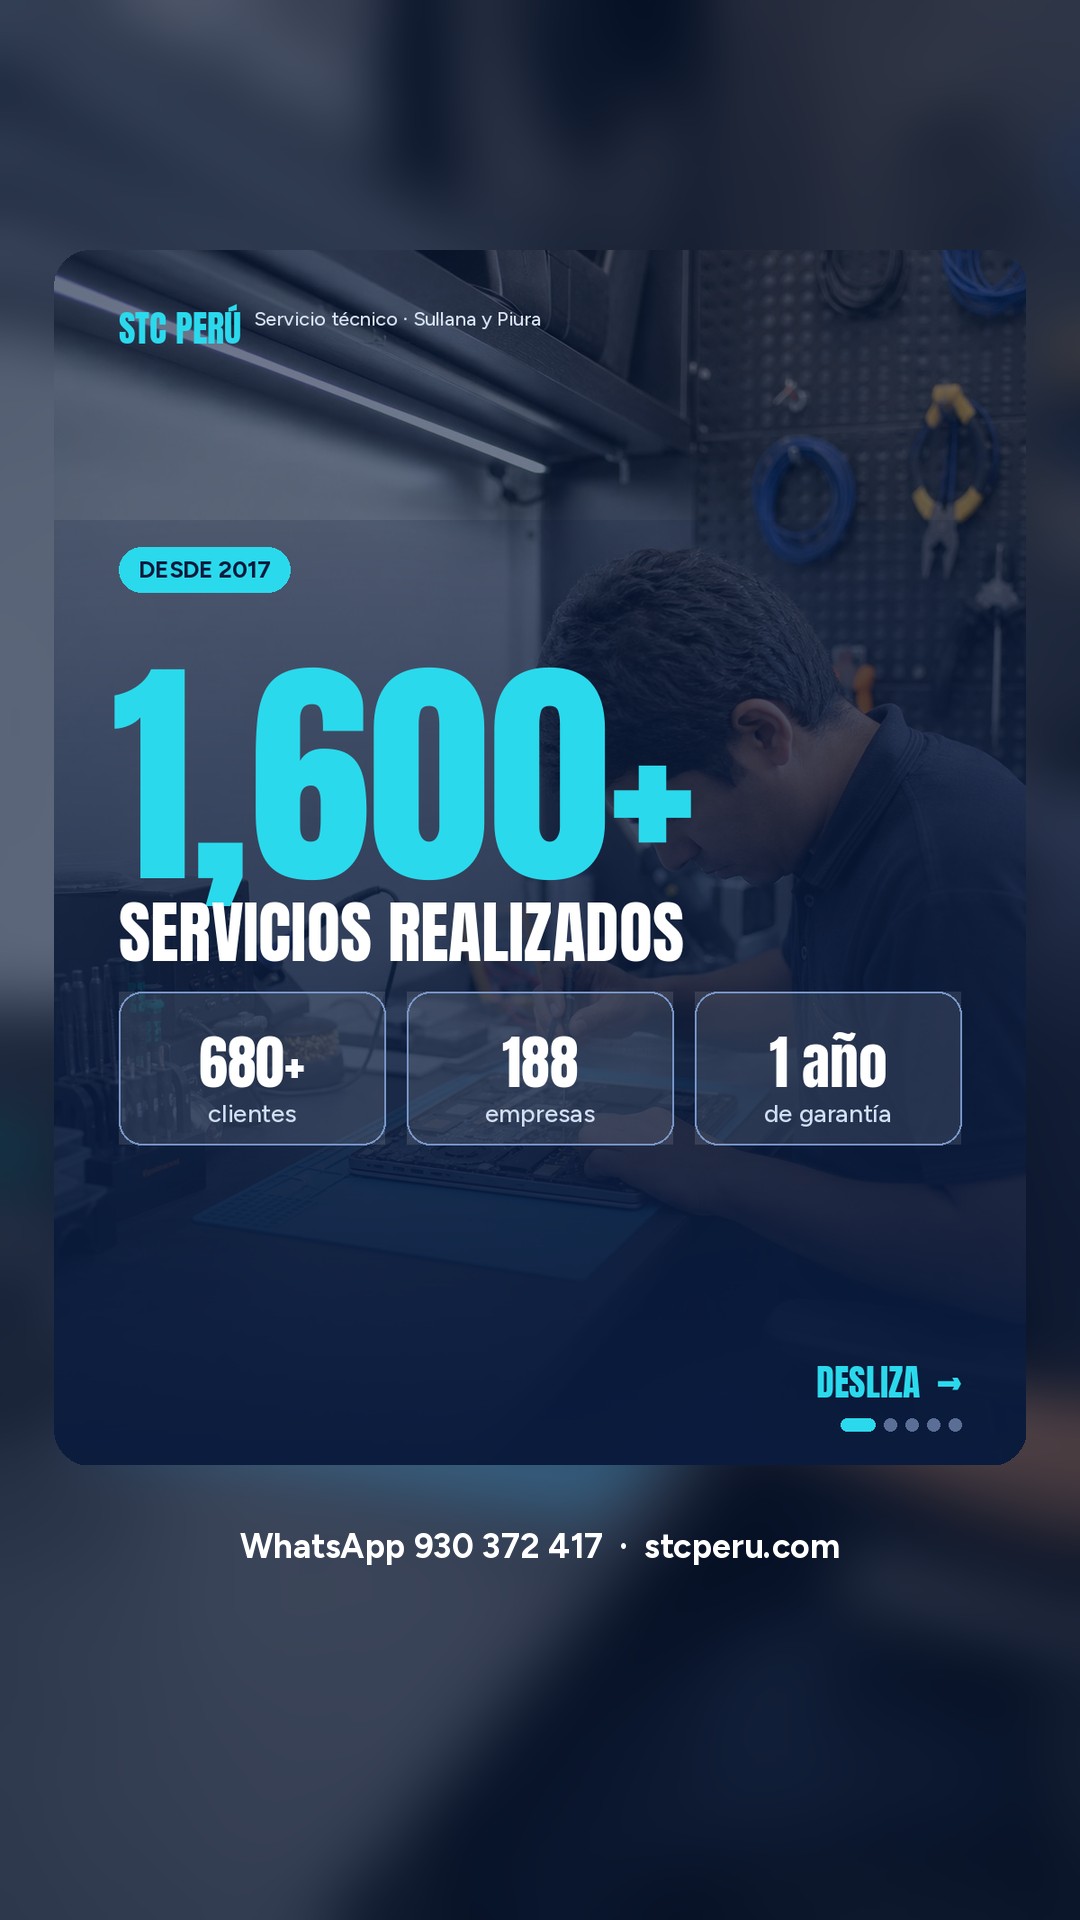 STC PERÚ Servicio técnico · Sullana y Piura
DESDE 2017
1,600+
SERVICIOS REALIZADOS
680+ 188 1 año
clientes empresas de garantía
DESLIZA →
WhatsApp 930 372 417 · stcperu.com